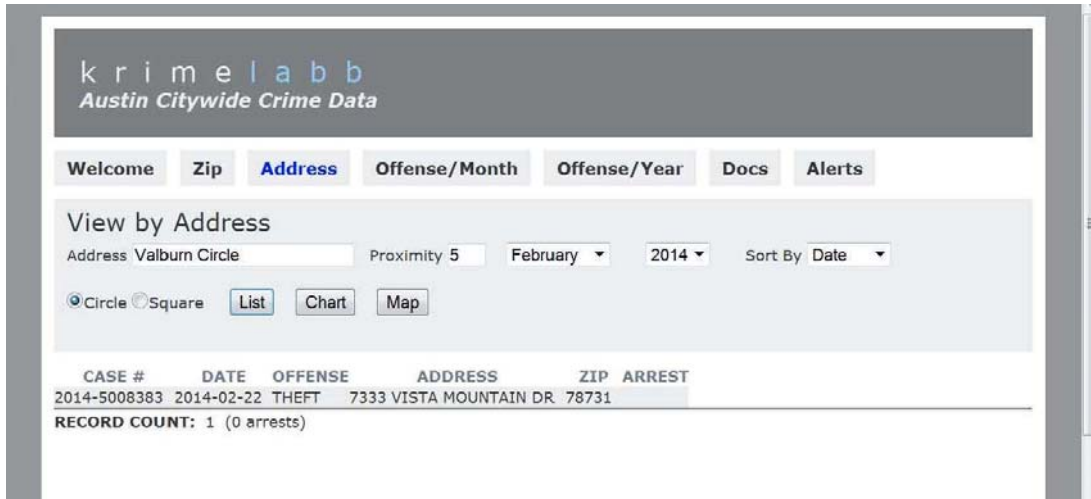 k r i m e l a b b
Austin Citywide Crime Data
Welcome Zip Address Offense/Month Offense/Year Docs Alerts
View by Address
Address Valburn Circle Proximity 5 February 2014 Sort By Date
Circle Square List Chart Map
CASE # DATE OFFENSE ADDRESS ZIP ARREST
2014-5008383 2014-02-22 THEFT 7333 VISTA MOUNTAIN DR 78731
RECORD COUNT: 1 (0 arrests)